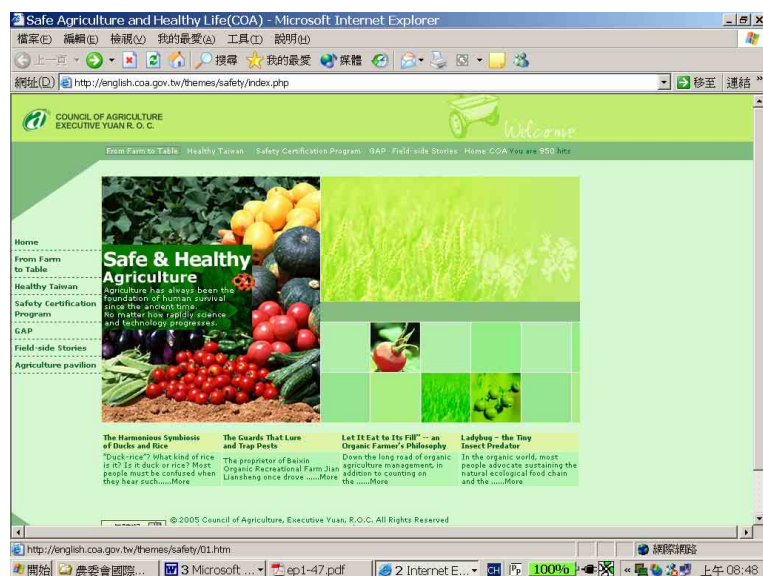 Safe Agriculture and Healthy Life(COA) - Microsoft Internet Explorer
檔案(F) 編輯(E) 檢視(V) 我的最愛(A) 工具(T) 說明(H)
上一頁 搜尋 我的最愛 媒體
網址(D) http://english.coa.gov.tw/themes/safety/index.php 移至 連結 »
COUNCIL OF AGRICULTURE
EXECUTIVE YUAN R. O. C.
Welcome
From Farm to Table Healthy Taiwan Safety Certification Program GAP Field-side Stories Home COA You are 950 hits
Home
From Farm
to Table
Healthy Taiwan
Safety Certification
Program
GAP
Field-side Stories
Agriculture pavilion
Safe & Healthy
Agriculture
Agriculture has always been the
foundation of human survival
since the ancient time.
No matter how rapidiy science
and technology progresses.
The Harmonious Symbiosis
of Ducks and Rice
"Duck-rice"? What kind of rice
is it? Is it duck or rice? Most
people must be confused when
they hear such......More
The Guards That Lure
and Trap Pests
The proprietor of Beixin
Organic Recreational Farm Jian
Liansheng once drove ......More
Let It Eat to Its Fill" -- an
Organic Farmer's Philosophy
Down the long road of organic
agriculture management, in
addition to counting on
the ......More
Ladybug – the Tiny
Insect Predator
In the organic world, most
people advocate sustaining the
natural ecological food chain
and the ......More
©2005 Council of Agriculture, Executive Yuan, R.O.C. All Rights Reserved
http://english.coa.gov.tw/themes/safety/01.htm 網際網路
開始 農委會國際... 3 Microsoft ... ep1-47.pdf 2 Internet E... CH 100% « 上午 08:48